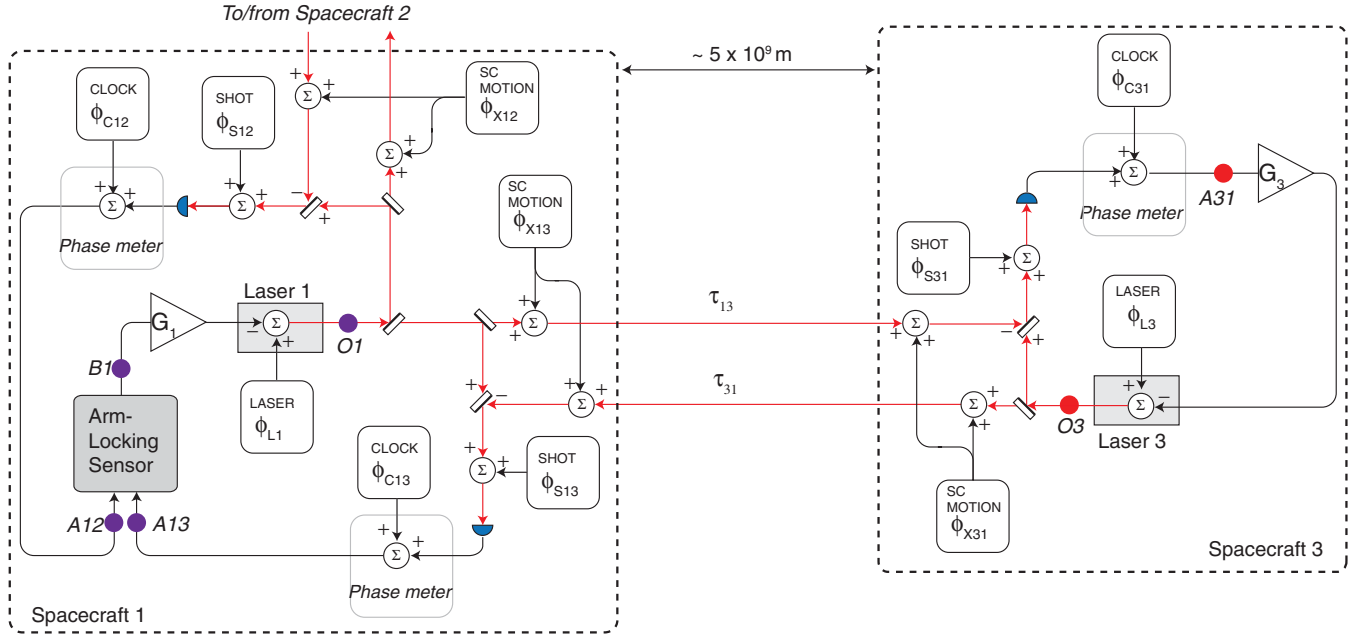 To/from Spacecraft 2
~ 5 x 10⁹ m
CLOCK
ϕC12
SHOT
ϕS12
SC
MOTION
ϕX12
Σ
+
+
Σ
+
+
Σ
+
+
Σ
+
+
−
+
Phase meter
SC
MOTION
ϕX13
G1
Laser 1
Σ
−
+
O1
B1
LASER
ϕL1
Arm-
Locking
Sensor
A12
A13
Σ
+
+
τ13
Σ
+
+
τ31
+
−
CLOCK
ϕC13
Σ
+
+
SHOT
ϕS13
Σ
+
+
Phase meter
Spacecraft 1
CLOCK
ϕC31
Σ
+
+
Phase meter
A31
G3
SHOT
ϕS31
Σ
+
+
LASER
ϕL3
Σ
+
+
−
+
Σ
+
+
O3
Σ
+
−
Laser 3
SC
MOTION
ϕX31
Spacecraft 3